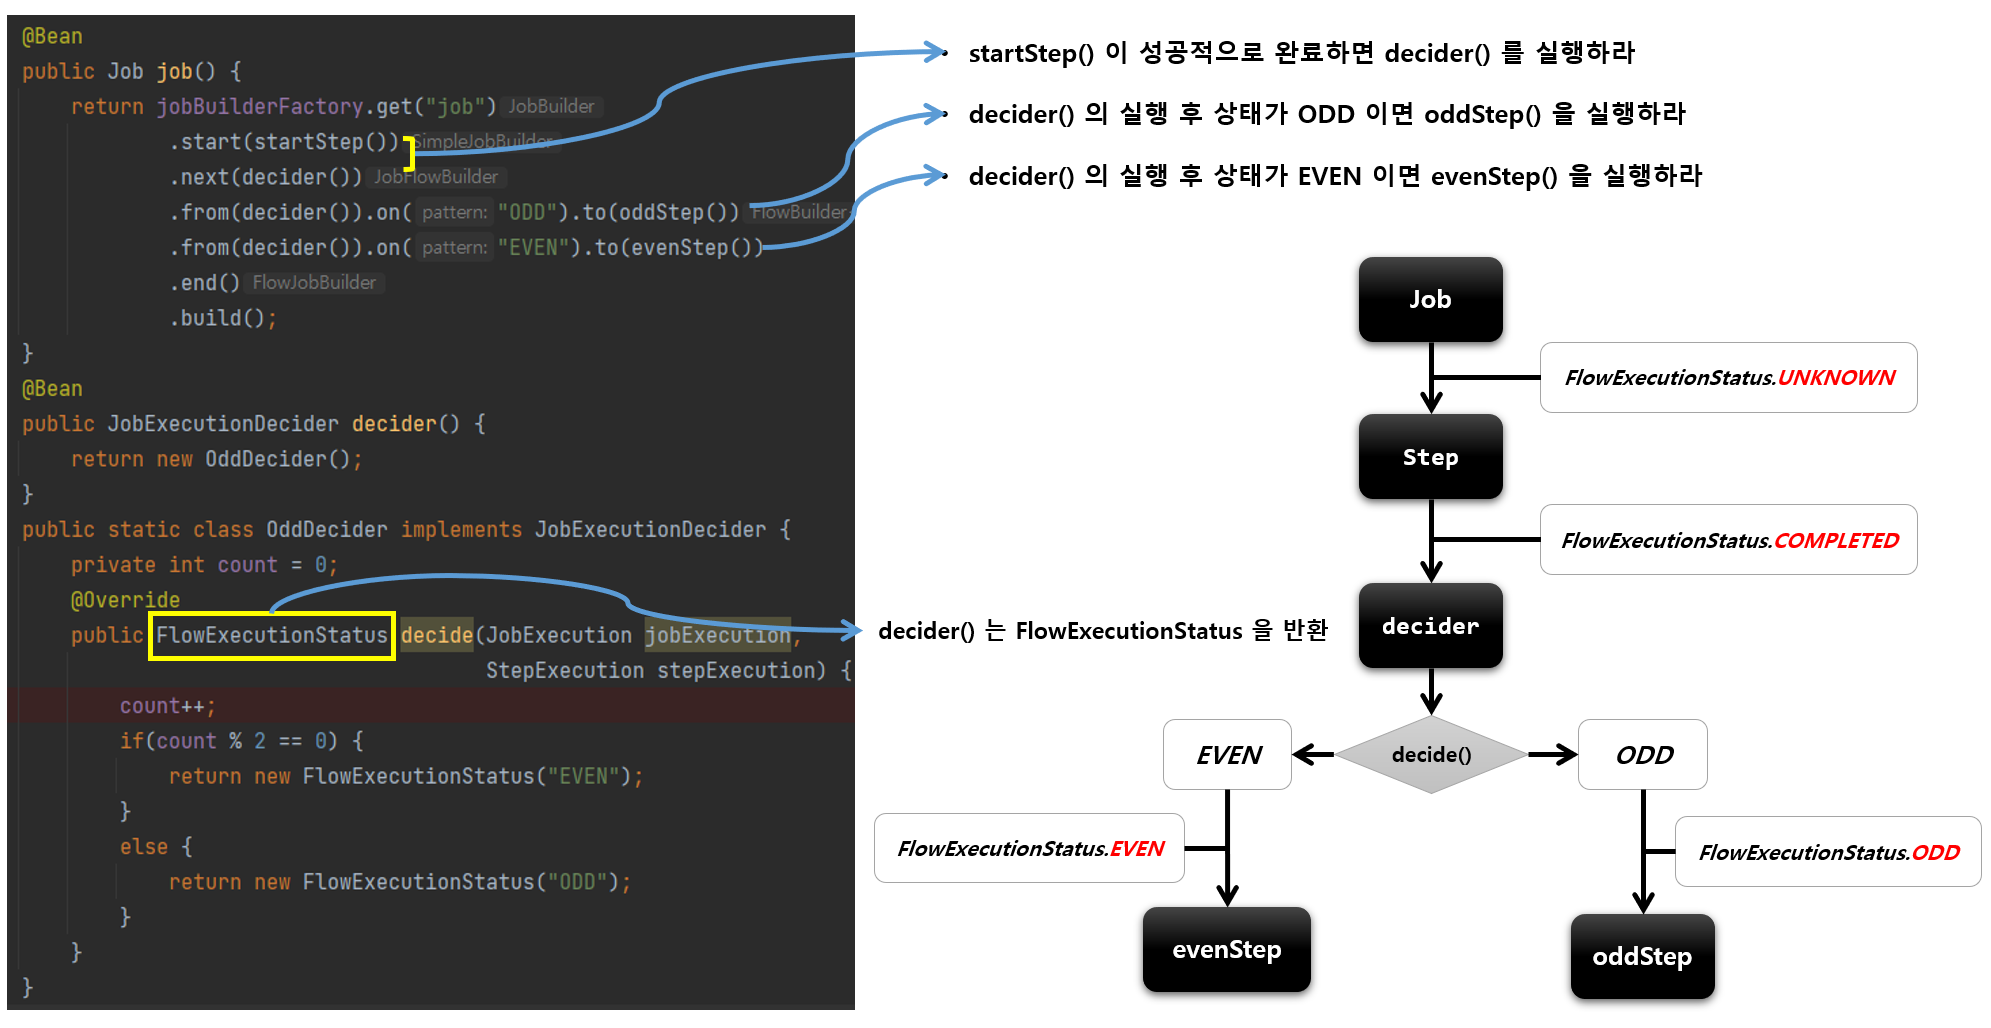 @Bean
public Job job() {
return jobBuilderFactory.get("job") JobBuilder
.start(startStep()) SimpleJobBuilder
.next(decider()) JobFlowBuilder
.from(decider()).on( pattern: "ODD").to(oddStep()) FlowBuilder
.from(decider()).on( pattern: "EVEN").to(evenStep())
.end() FlowJobBuilder
.build();
}
@Bean
public JobExecutionDecider decider() {
return new OddDecider();
}
public static class OddDecider implements JobExecutionDecider {
private int count = 0;
@Override
public FlowExecutionStatus decide(JobExecution jobExecution,
StepExecution stepExecution) {
count++;
if(count % 2 == 0) {
return new FlowExecutionStatus("EVEN");
}
else {
return new FlowExecutionStatus("ODD");
}
}
}
• startStep() 이 성공적으로 완료하면 decider() 를 실행하라
• decider() 의 실행 후 상태가 ODD 이면 oddStep() 을 실행하라
• decider() 의 실행 후 상태가 EVEN 이면 evenStep() 을 실행하라
decider() 는 FlowExecutionStatus 을 반환
Job
FlowExecutionStatus.UNKNOWN
Step
FlowExecutionStatus.COMPLETED
decider
EVEN
decide()
ODD
FlowExecutionStatus.EVEN
FlowExecutionStatus.ODD
evenStep
oddStep